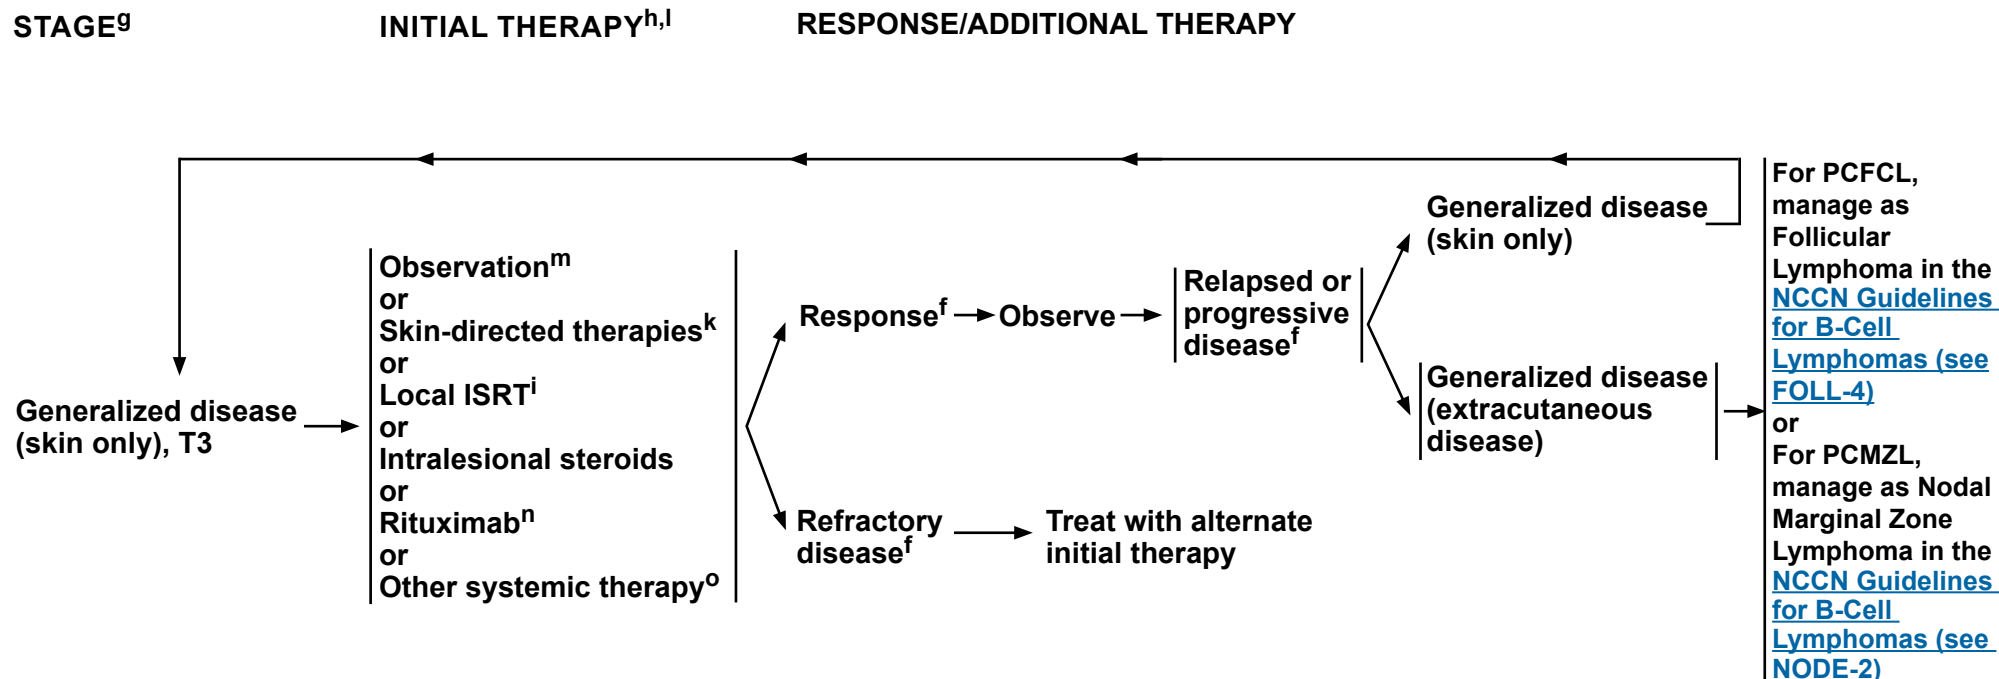 STAGEg
INITIAL THERAPYh,l
RESPONSE/ADDITIONAL THERAPY
Generalized disease
(skin only), T3
Observationm
or
Skin-directed therapiesk
or
Local ISRTi
or
Intralesional steroids
or
Rituximabn
or
Other systemic therapyo
Responsef
Observe
Relapsed or
progressive
diseasef
Refractory
diseasef
Treat with alternate
initial therapy
Generalized disease
(skin only)
Generalized disease
(extracutaneous
disease)
For PCFCL,
manage as
Follicular
Lymphoma in the
NCCN Guidelines
for B-Cell
Lymphomas (see
FOLL-4)
or
For PCMZL,
manage as Nodal
Marginal Zone
Lymphoma in the
NCCN Guidelines
for B-Cell
Lymphomas (see
NODE-2)